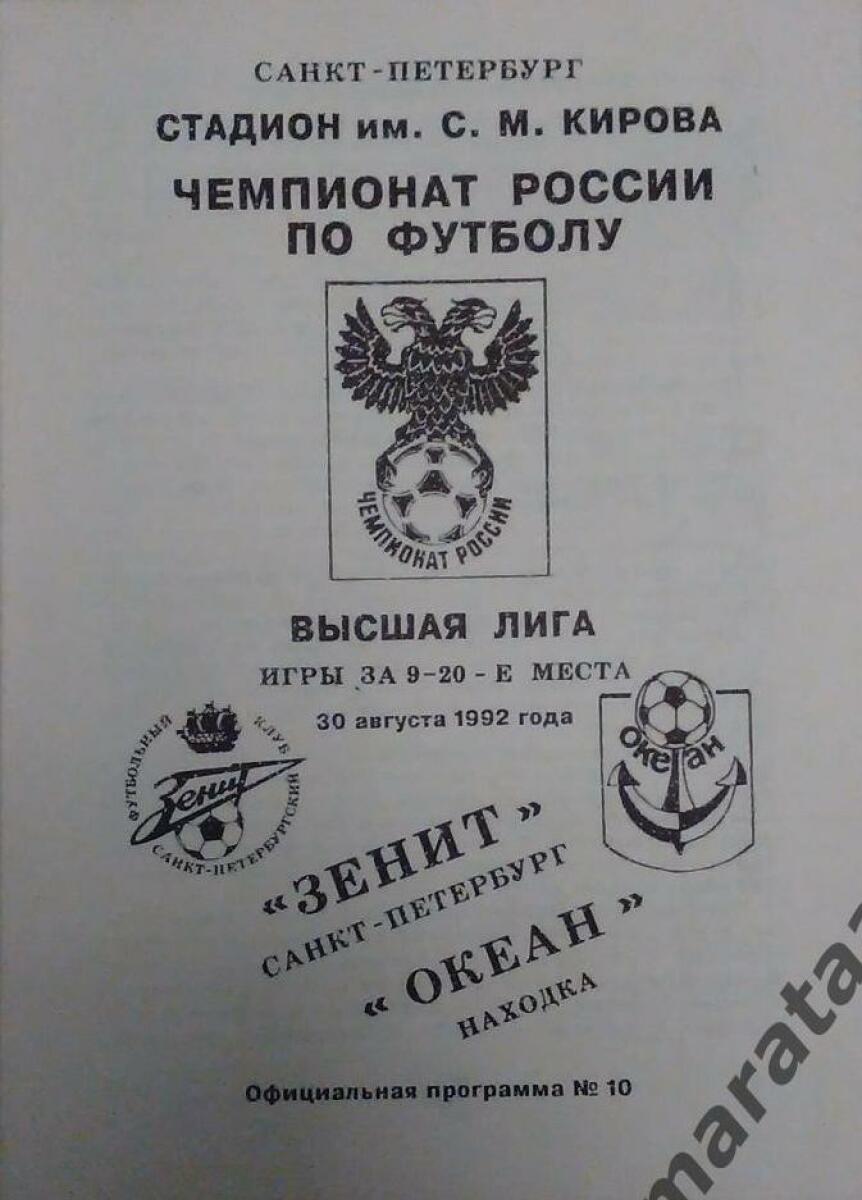 САНКТ-ПЕТЕРБУРГ
СТАДИОН им. С. М. КИРОВА
ЧЕМПИОНАТ РОССИИ
ПО ФУТБОЛУ
ЧЕМПИОНАТ РОССИИ
ВЫСШАЯ ЛИГА
ИГРЫ ЗА 9-20-Е МЕСТА
30 августа 1992 года
ФУТБОЛЬНЫЙ КЛУБ
Зенит
САНКТ-ПЕТЕРБУРГСКИЙ
Океан
«ЗЕНИТ»
САНКТ-ПЕТЕРБУРГ
«ОКЕАН»
НАХОДКА
Официальная программа № 10